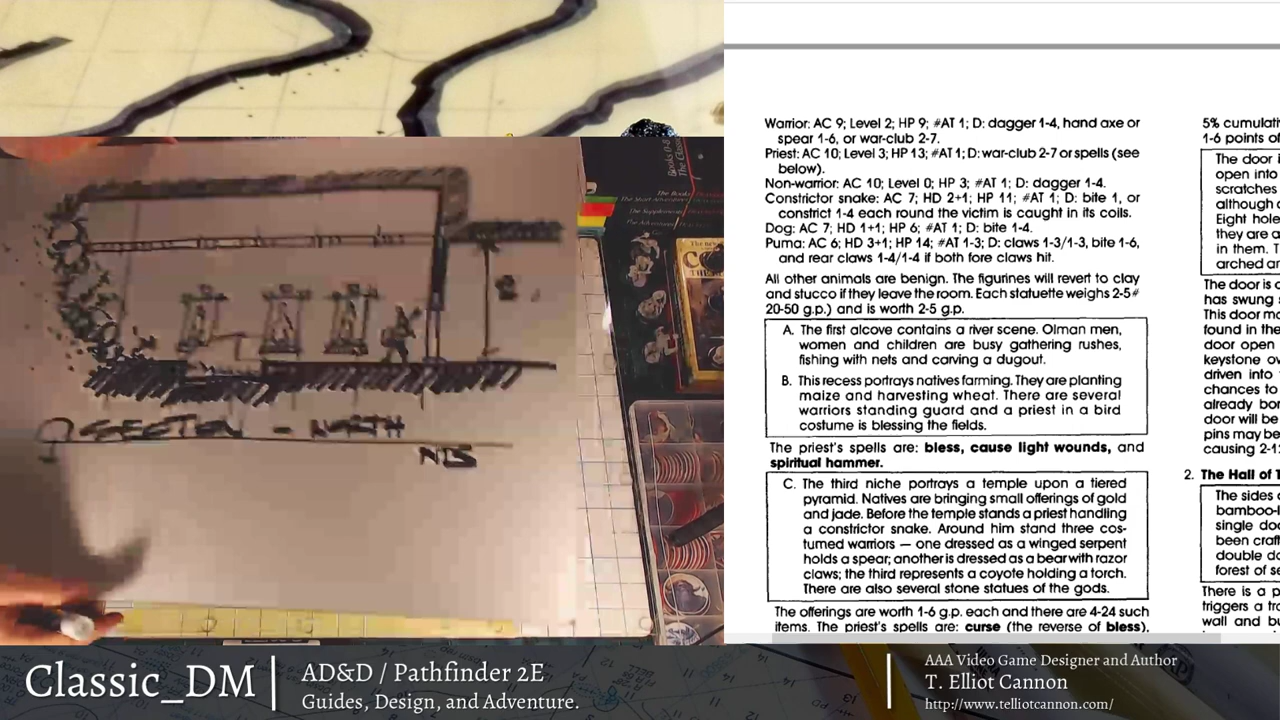 Warrior: AC 9; Level 2; HP 9; #AT 1; D: dagger 1-4, hand axe or
spear 1-6, or war-club 2-7.
Priest: AC 10; Level 3; HP 13; #AT 1; D: war-club 2-7 or spells (see
below).
Non-warrior: AC 10; Level 0; HP 3; #AT 1; D: dagger 1-4.
Constrictor snake: AC 7; HD 2+1; HP 11; #AT 1; D: bite 1, or
constrict 1-4 each round the victim is caught in its coils.
Dog: AC 7; HD 1+1; HP 6; #AT 1; D: bite 1-4.
Puma: AC 6; HD 3+1; HP 14; #AT 1-3; D: claws 1-3/1-3, bite 1-6,
and rear claws 1-4/1-4 if both fore claws hit.
All other animals are benign. The figurines will revert to clay
and stucco if they leave the room. Each statuette weighs 2-5#
20-50 g.p.) and is worth 2-5 g.p.
A. The first alcove contains a river scene. Olman men,
women and children are busy gathering rushes,
fishing with nets and carving a dugout.
B. This recess portrays natives farming. They are planting
maize and harvesting wheat. There are several
warriors standing guard and a priest in a bird
costume is blessing the fields.
The priest's spells are: bless, cause light wounds, and
spiritual hammer.
C. The third niche portrays a temple upon a tiered
pyramid. Natives are bringing small offerings of gold
and jade. Before the temple stands a priest handling
a constrictor snake. Around him stand three cos-
tumed warriors — one dressed as a winged serpent
holds a spear; another is dressed as a bear with razor
claws; the third represents a coyote holding a torch.
There are also several stone statues of the gods.
The offerings are worth 1-6 g.p. each and there are 4-24 such
items. The priest's spells are: curse (the reverse of bless),
5% cumulati
1-6 points of
The door i
open into
scratches
although
Eight hole
they are a
in them. T
arched ar
The door is
has swung
This door mo
found in the
door open
keystone ov
driven into
chances to
already bor
door will be
pins may be
causing 2-1
2. The Hall of T
The sides
bamboo-l
single doo
been craft
double do
forest of se
There is a p
triggers a tr
wall and bu
SECTION - NORTH
NTS
Classic_DM
AD&D / Pathfinder 2E
Guides, Design, and Adventure.
AAA Video Game Designer and Author
T. Elliot Cannon
http://www.telliotcannon.com/